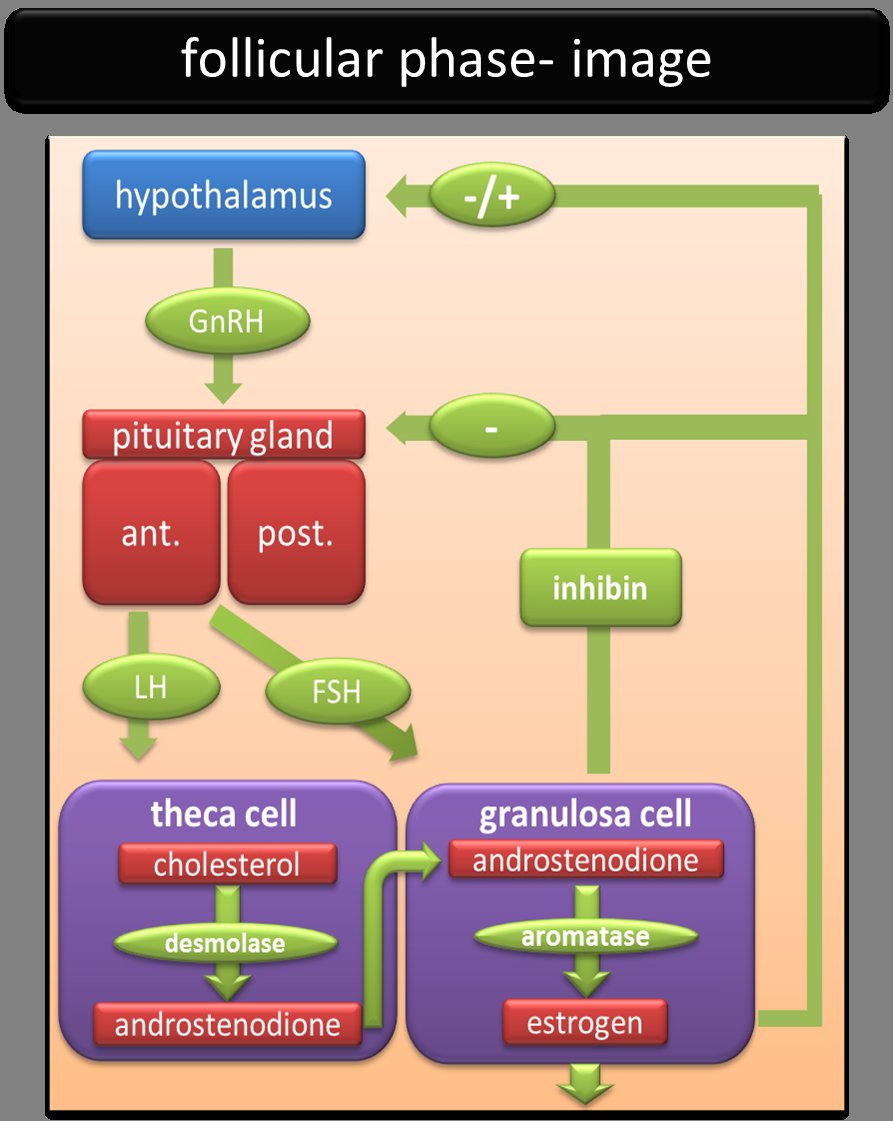 follicular phase- image
hypothalamus
-/+
GnRH
pituitary gland
-
ant.
post.
inhibin
LH
FSH
theca cell
cholesterol
desmolase
androstenodione
granulosa cell
androstenodione
aromatase
estrogen